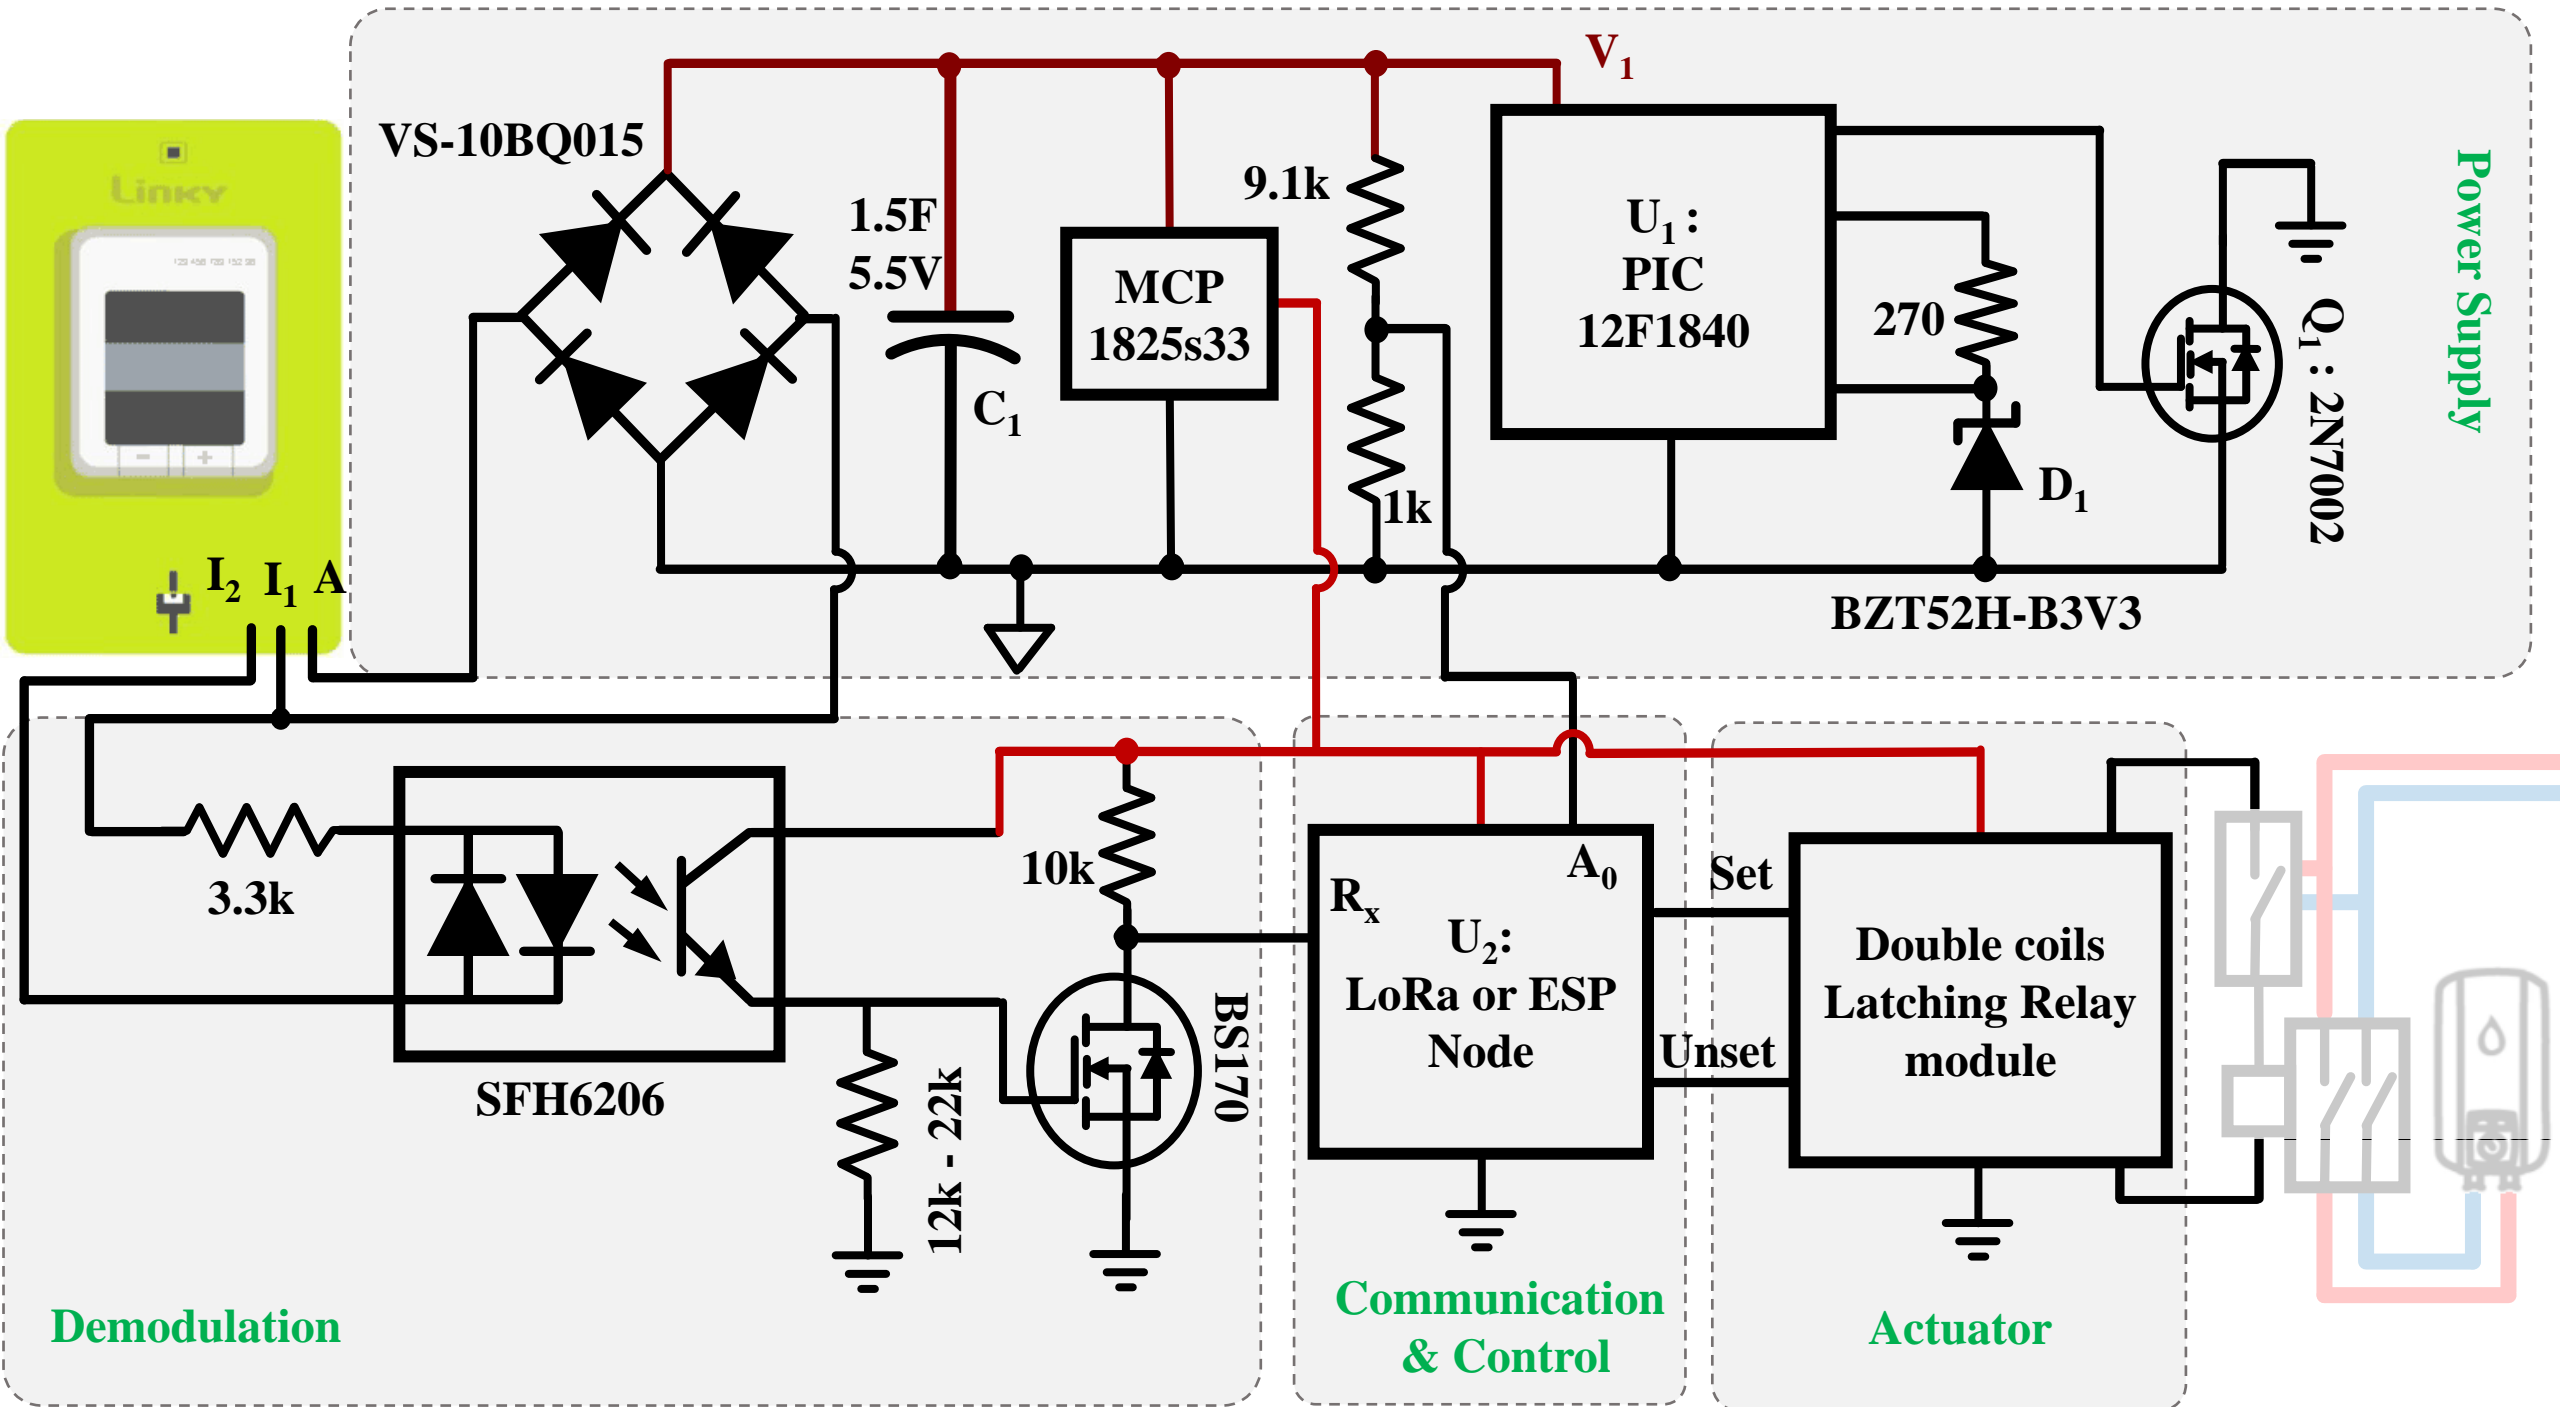 V1
VS-10BQ015
Linky
1.5F
5.5V
C1
MCP
1825s33
9.1k
1k
U1 :
PIC
12F1840
270
D1
BZT52H-B3V3
Q1 : 2N7002
Power Supply
I2 I1 A
3.3k
SFH6206
12k - 22k
10k
BS170
Demodulation
Rx
A0
U2:
LoRa or ESP
Node
Communication
& Control
Set
Unset
Double coils
Latching Relay
module
Actuator